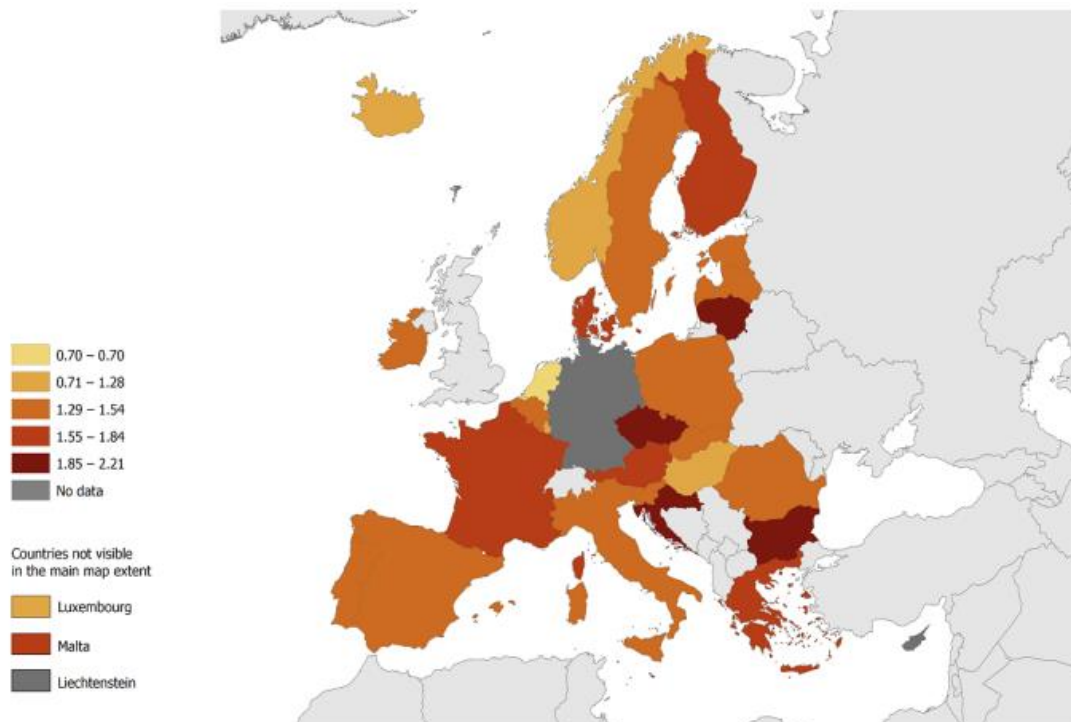 0.70 – 0.70
0.71 – 1.28
1.29 – 1.54
1.55 – 1.84
1.85 – 2.21
No data
Countries not visible
in the main map extent
Luxembourg
Malta
Liechtenstein